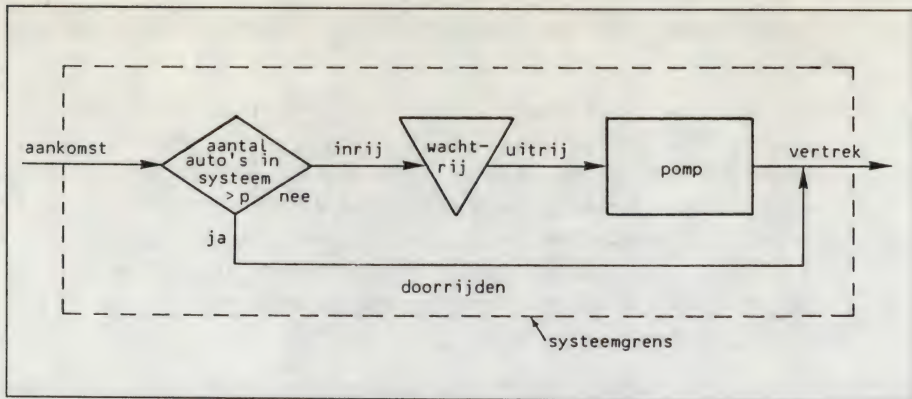 aankomst
aantal
auto's in
systeem
> p
nee
ja
inrij
wacht-
rij
uitrij
pomp
vertrek
doorrijden
systeemgrens